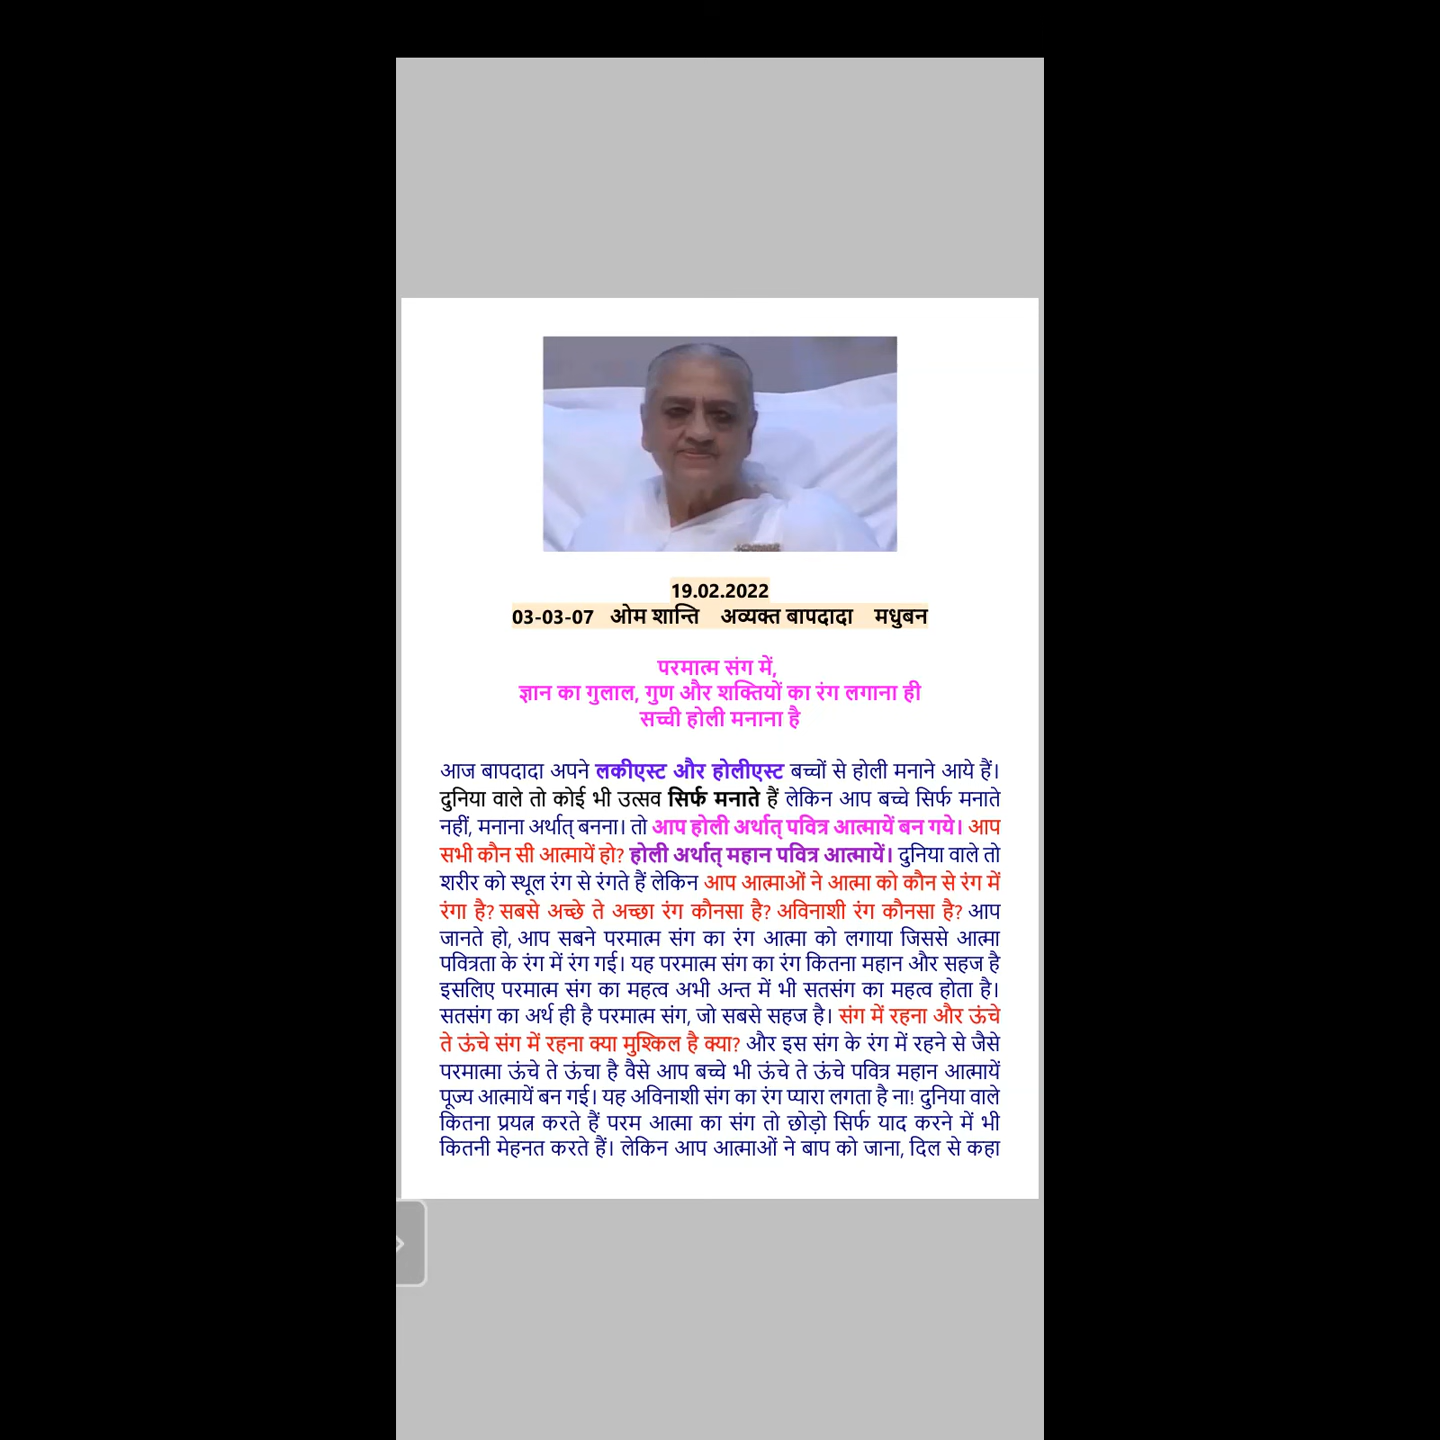 19.02.2022
03-03-07 ओम शान्ति अव्यक्त बापदादा मधुबन
परमात्म संग में,
ज्ञान का गुलाल, गुण और शक्तियों का रंग लगाना ही
सच्ची होली मनाना है
आज बापदादा अपने लकीएस्ट और होलीएस्ट बच्चों से होली मनाने आये हैं।
दुनिया वाले तो कोई भी उत्सव सिर्फ मनाते हैं लेकिन आप बच्चे सिर्फ मनाते
नहीं, मनाना अर्थात् बनना। तो आप होली अर्थात् पवित्र आत्मायें बन गये। आप
सभी कौन सी आत्मायें हो? होली अर्थात् महान पवित्र आत्मायें। दुनिया वाले तो
शरीर को स्थूल रंग से रंगते हैं लेकिन आप आत्माओं ने आत्मा को कौन से रंग में
रंगा है? सबसे अच्छे ते अच्छा रंग कौनसा है? अविनाशी रंग कौनसा है? आप
जानते हो, आप सबने परमात्म संग का रंग आत्मा को लगाया जिससे आत्मा
पवित्रता के रंग में रंग गई। यह परमात्म संग का रंग कितना महान और सहज है
इसलिए परमात्म संग का महत्व अभी अन्त में भी सतसंग का महत्व होता है।
सतसंग का अर्थ ही है परमात्म संग, जो सबसे सहज है। संग में रहना और ऊंचे
ते ऊंचे संग में रहना क्या मुश्किल है क्या? और इस संग के रंग में रहने से जैसे
परमात्मा ऊंचे ते ऊंचा है वैसे आप बच्चे भी ऊंचे ते ऊंचे पवित्र महान आत्मायें
पूज्य आत्मायें बन गई। यह अविनाशी संग का रंग प्यारा लगता है ना! दुनिया वाले
कितना प्रयत्न करते हैं परम आत्मा का संग तो छोड़ो सिर्फ याद करने में भी
कितनी मेहनत करते हैं। लेकिन आप आत्माओं ने बाप को जाना, दिल से कहा